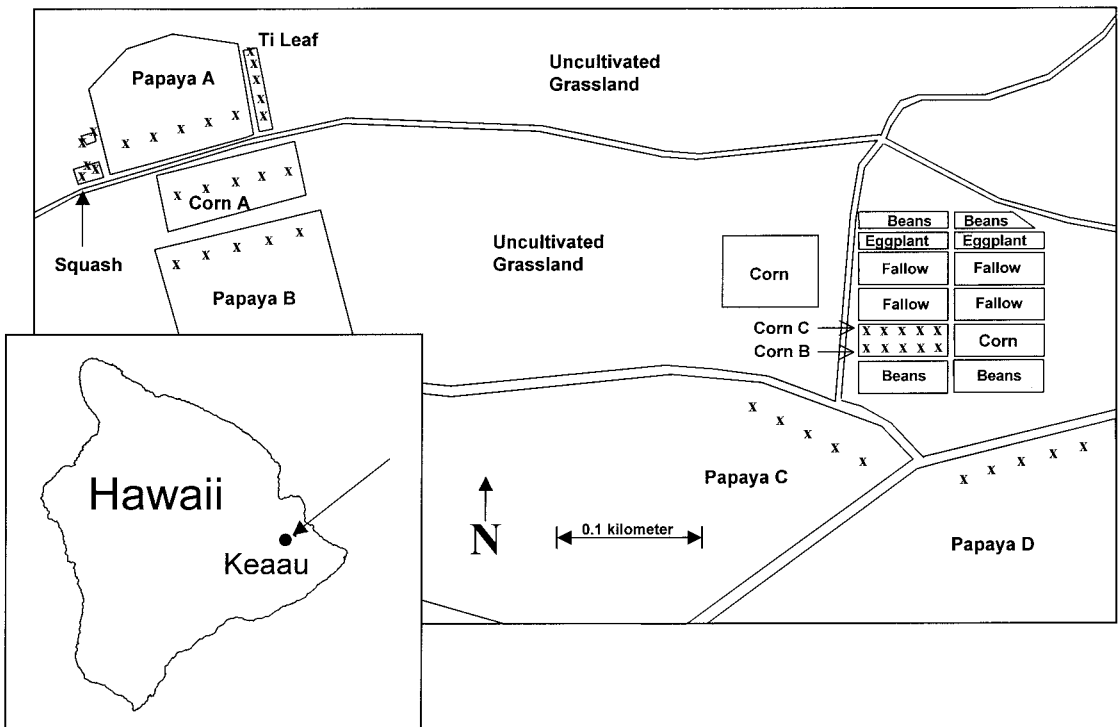 Ti Leaf
Papaya A
Uncultivated
Grassland
x x x x x
x x x x x
x x
x x x
Corn A
x x x x x
Squash
x x x x x
Papaya B
Uncultivated
Grassland
Beans Beans
Eggplant Eggplant
Corn
Fallow Fallow
Fallow Fallow
Corn C x x x x x
Corn
Corn B x x x x x
Beans Beans
x x x x x
Papaya C
x x x x x
Papaya D
N
0.1 kilometer
Hawaii
Keaau